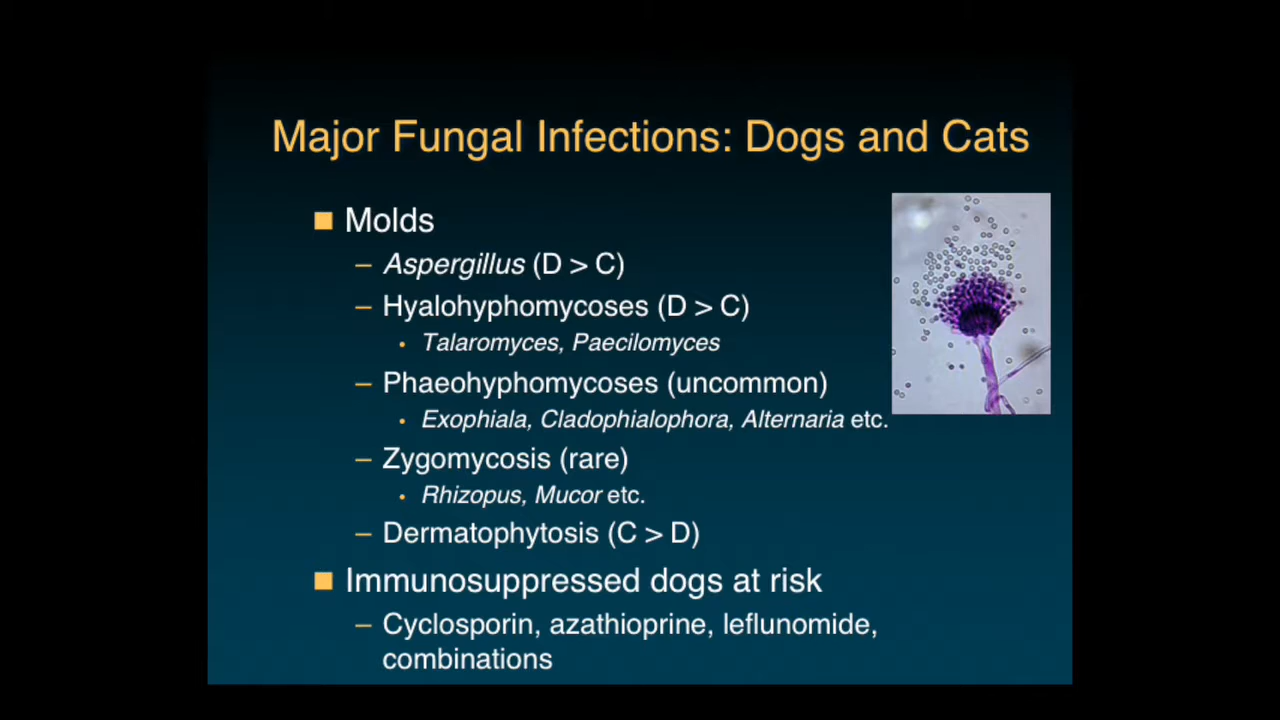 Major Fungal Infections: Dogs and Cats
■ Molds
– Aspergillus (D > C)
– Hyalohyphomycoses (D > C)
• Talaromyces, Paecilomyces
– Phaeohyphomycoses (uncommon)
• Exophiala, Cladophialophora, Alternaria etc.
– Zygomycosis (rare)
• Rhizopus, Mucor etc.
– Dermatophytosis (C > D)
■ Immunosuppressed dogs at risk
– Cyclosporin, azathioprine, leflunomide,
combinations